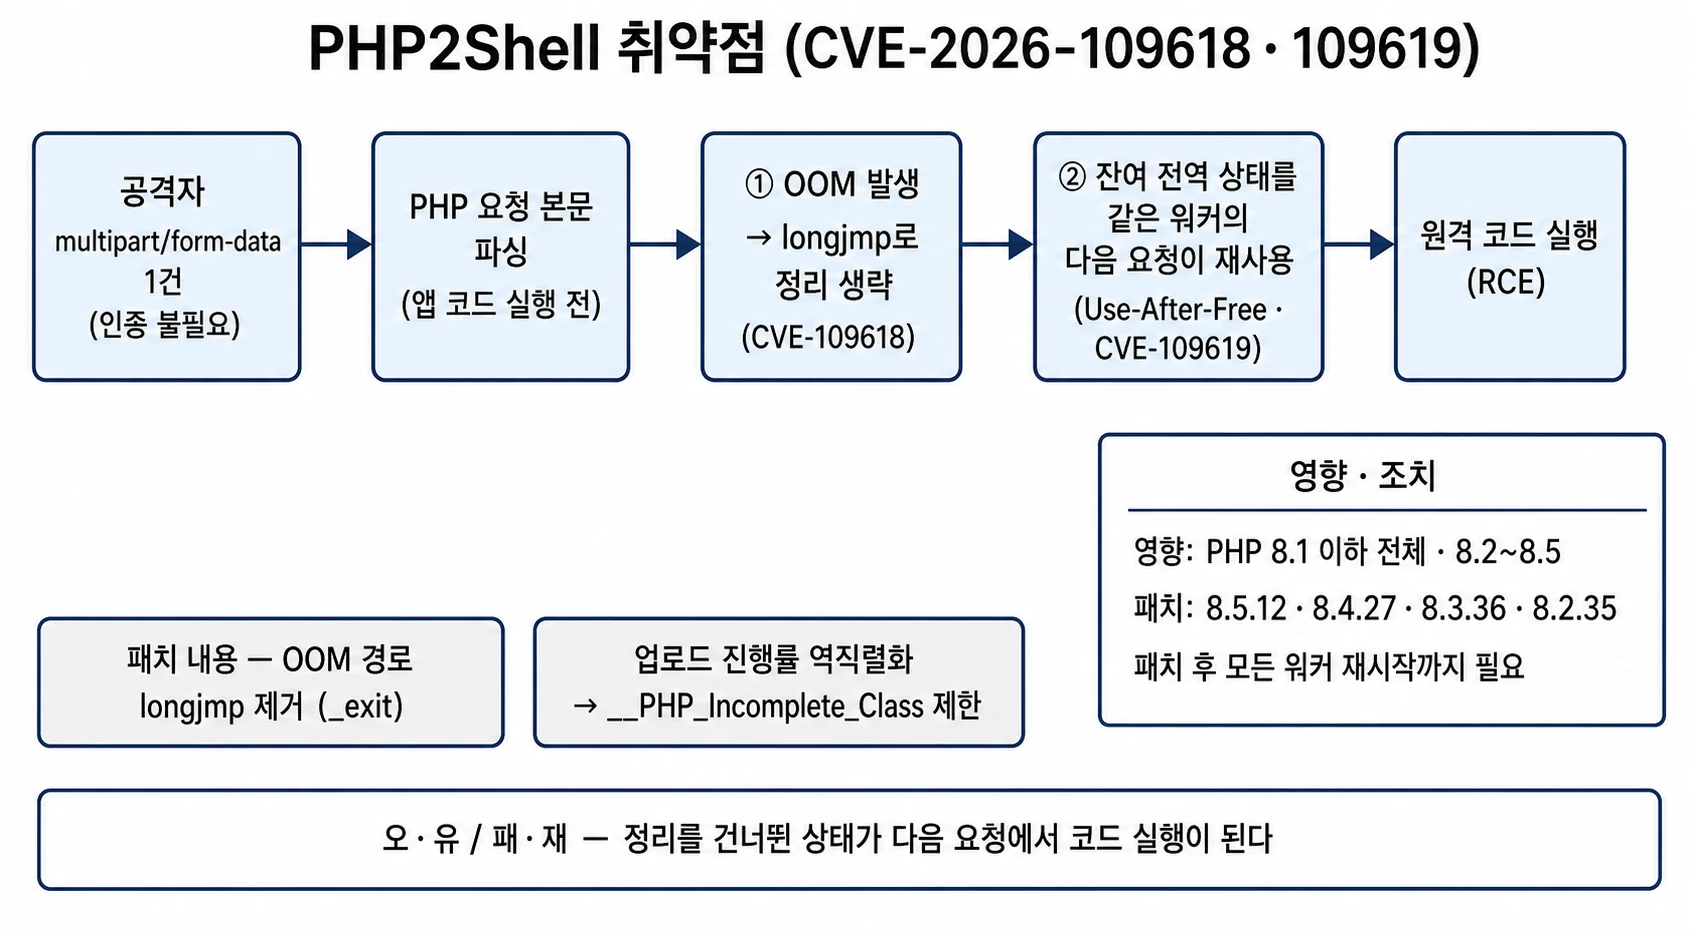 PHP2Shell 취약점 (CVE-2026-109618 · 109619)
공격자
multipart/form-data
1건
(인종 불필요)
PHP 요청 본문
파싱
(앱 코드 실행 전)
① OOM 발생
→ longjmp로
정리 생략
(CVE-109618)
② 잔여 전역 상태를
같은 워커의
다음 요청이 재사용
(Use-After-Free ·
CVE-109619)
원격 코드 실행
(RCE)
영향 · 조치
영향: PHP 8.1 이하 전체 · 8.2~8.5
패치: 8.5.12 · 8.4.27 · 8.3.36 · 8.2.35
패치 후 모든 워커 재시작까지 필요
패치 내용 — OOM 경로
longjmp 제거 (_exit)
업로드 진행률 역직렬화
→ __PHP_Incomplete_Class 제한
오 · 유 / 패 · 재 — 정리를 건너뛴 상태가 다음 요청에서 코드 실행이 된다